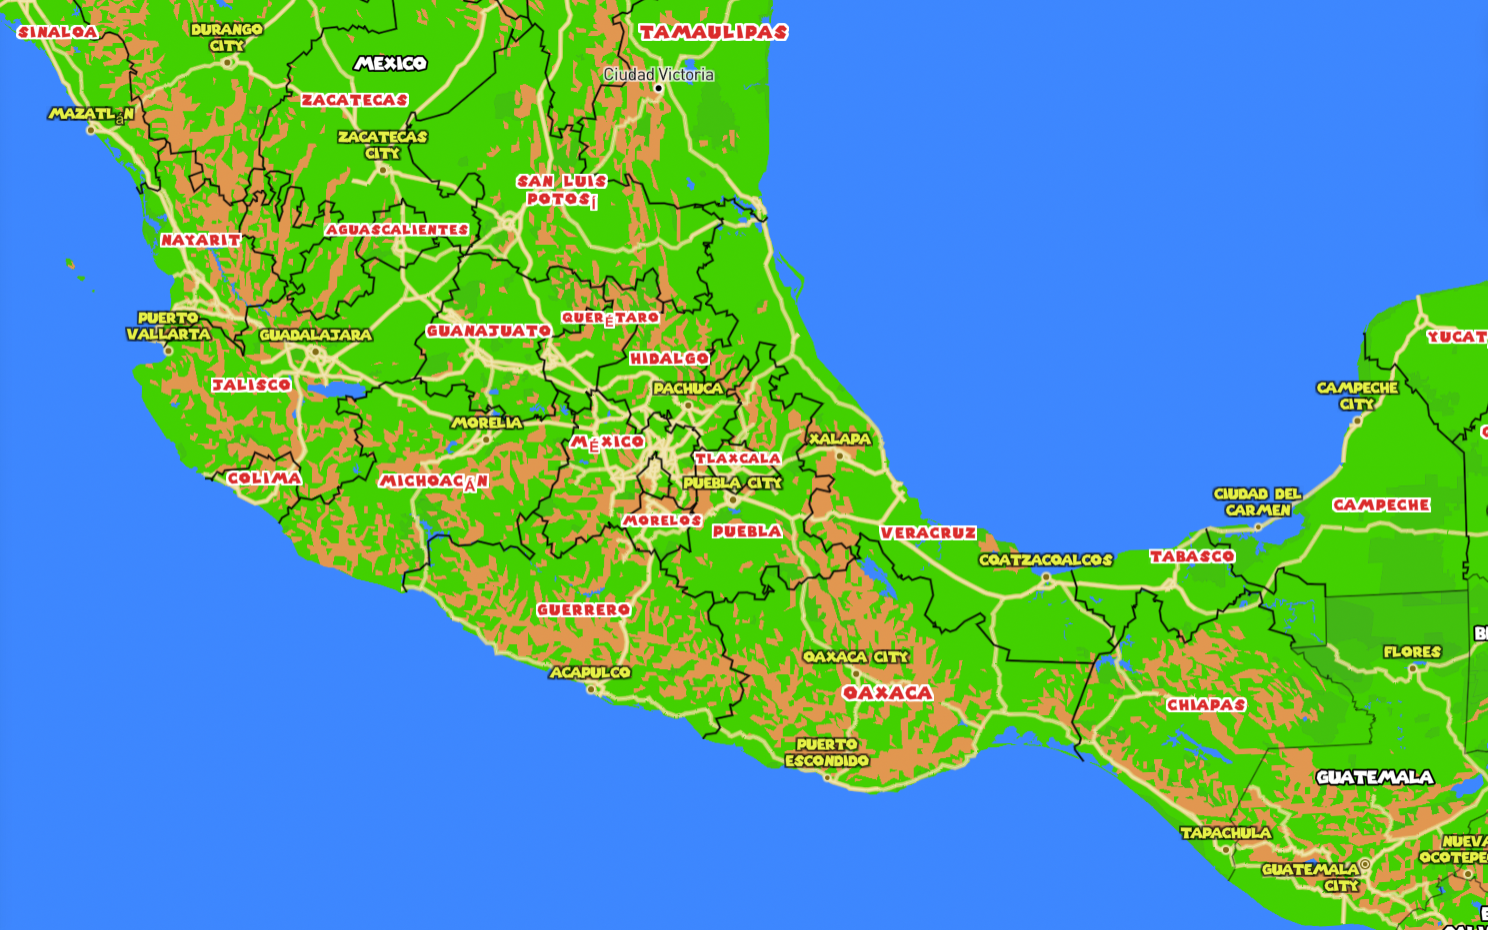 SINALOA
DURANGO
CITY
TAMAULIPAS
MEXICO
Ciudad Victoria
ZACATECAS
MAZATLáN
ZACATECAS
CITY
SAN LUIS
POTOSí
NAYARIT
AGUASCALIENTES
PUERTO
VALLARTA
GUADALAJARA
GUANAJUATO
QUERÉTARO
HIDALGO
YUCAT
JALISCO
PACHUCA
CAMPECHE
CITY
MORELIA
MÉXICO
XALAPA
TLAXCALA
COLIMA
MICHOACÁN
PUEBLA CITY
CIUDAD DEL
CARMEN
CAMPECHE
MORELOS
PUEBLA
VERACRUZ
COATZACOALCOS
TABASCO
GUERRERO
ACAPULCO
OAXACA CITY
OAXACA
FLORES
CHIAPAS
PUERTO
ESCONDIDO
GUATEMALA
TAPACHULA
GUATEMALA
CITY
NUEVA
OCOTEPE